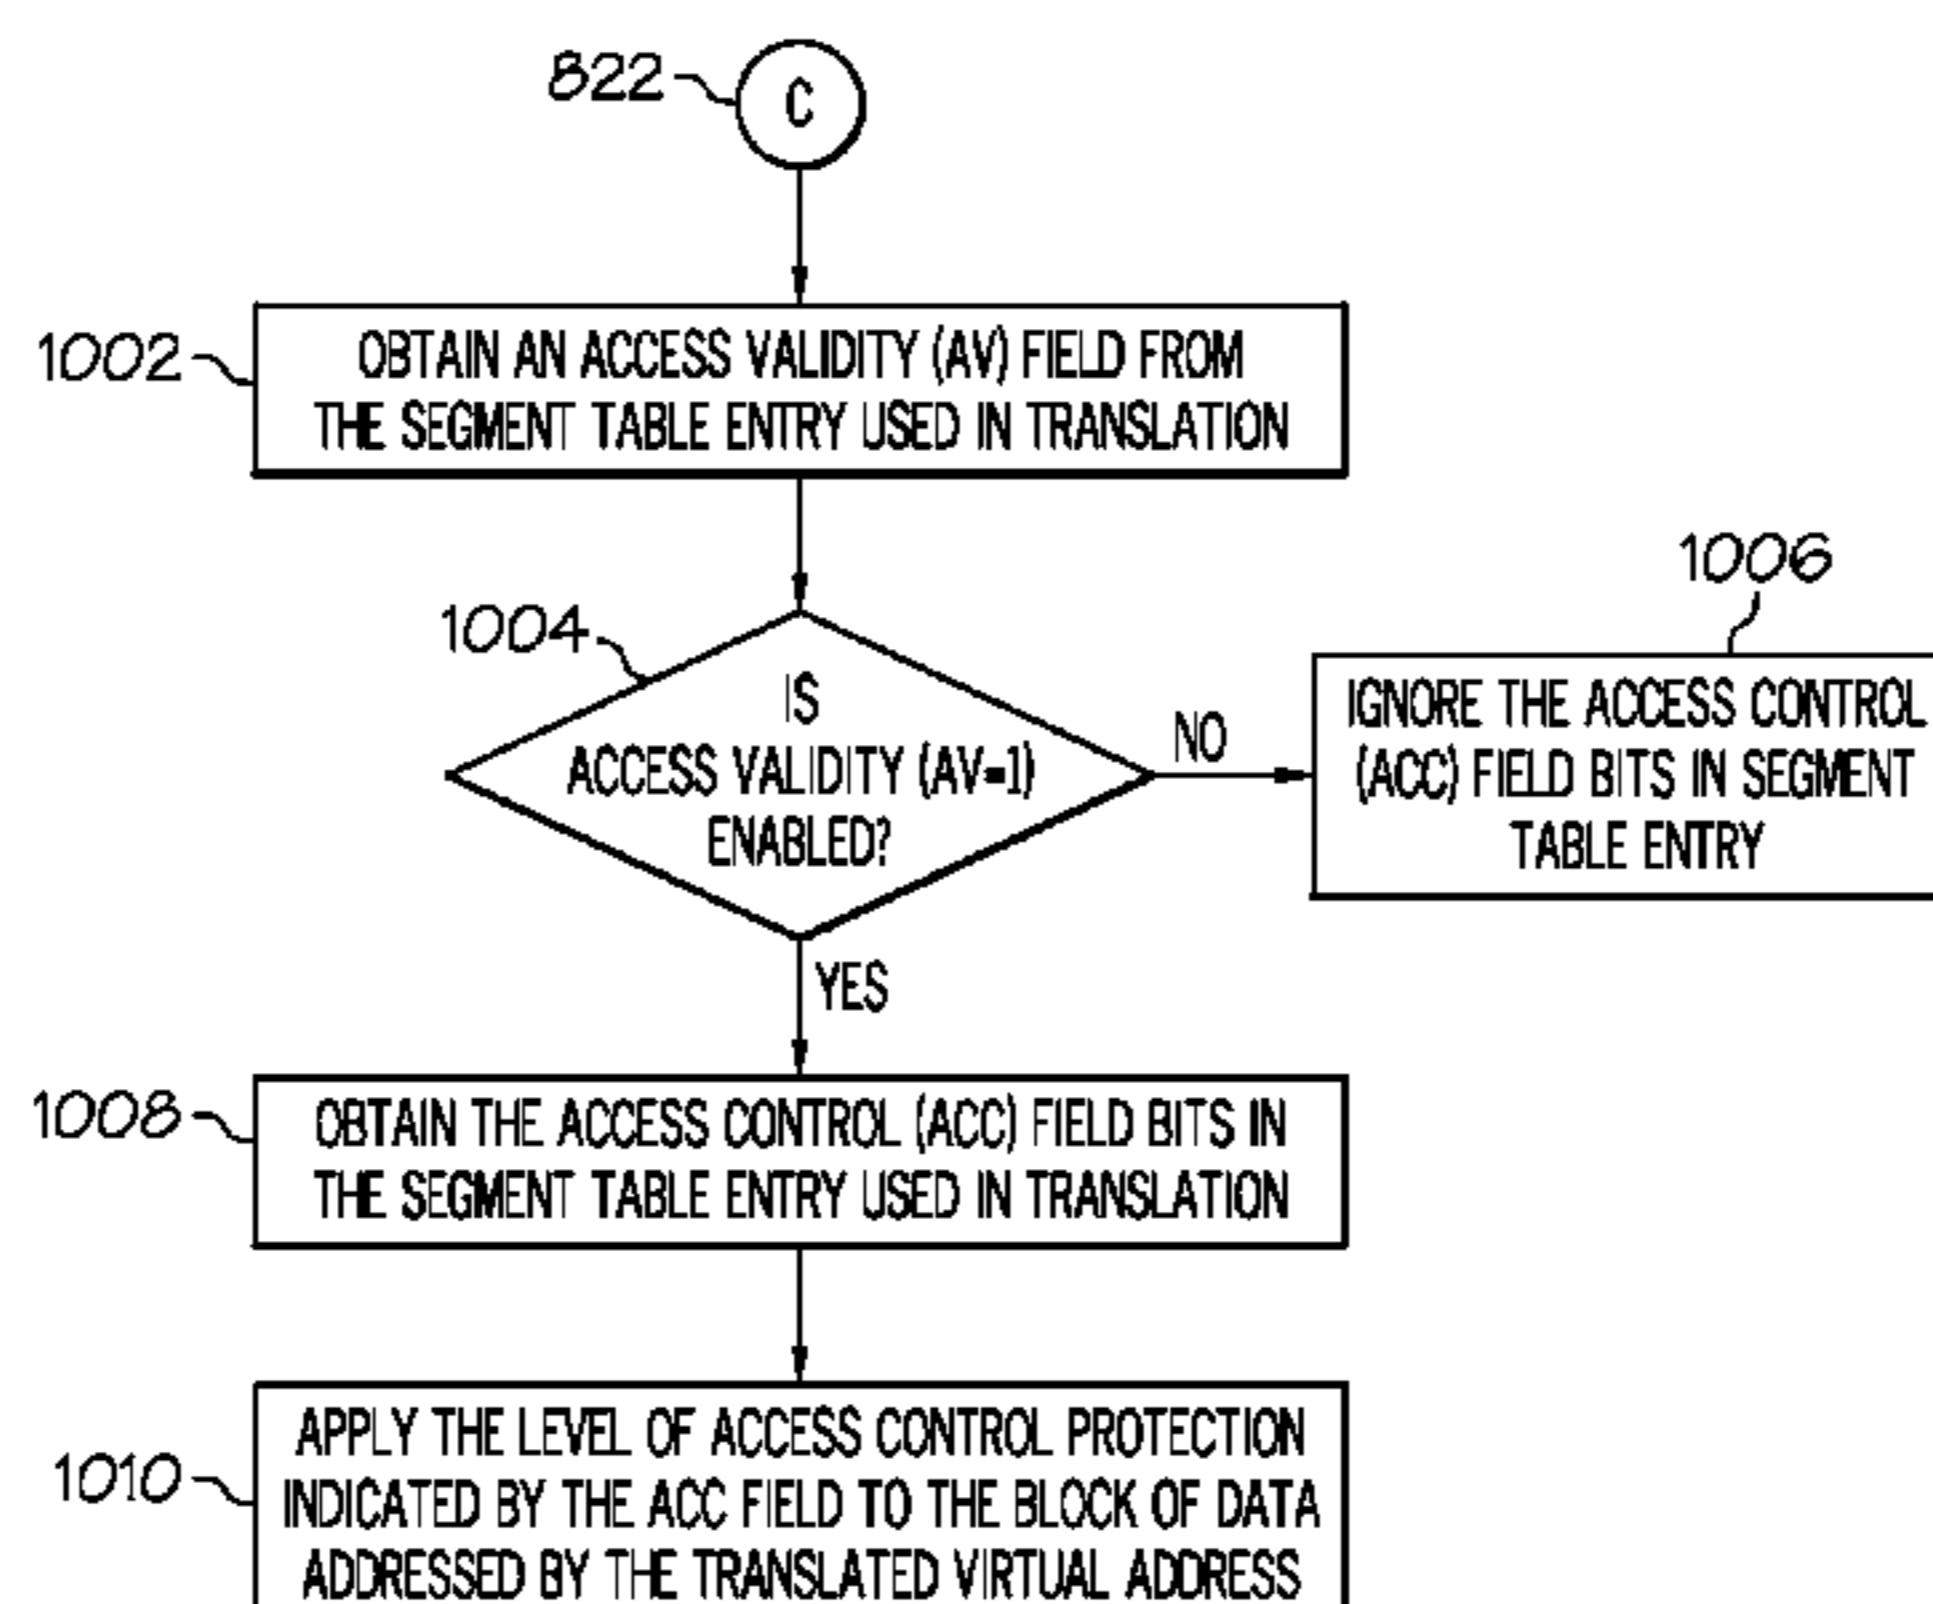 822
C
1002
OBTAIN AN ACCESS VALIDITY (AV) FIELD FROM
THE SEGMENT TABLE ENTRY USED IN TRANSLATION
1004
IS
ACCESS VALIDITY (AV=1)
ENABLED?
NO
1006
IGNORE THE ACCESS CONTROL
(ACC) FIELD BITS IN SEGMENT
TABLE ENTRY
YES
1008
OBTAIN THE ACCESS CONTROL (ACC) FIELD BITS IN
THE SEGMENT TABLE ENTRY USED IN TRANSLATION
1010
APPLY THE LEVEL OF ACCESS CONTROL PROTECTION
INDICATED BY THE ACC FIELD TO THE BLOCK OF DATA
ADDRESSED BY THE TRANSLATED VIRTUAL ADDRESS